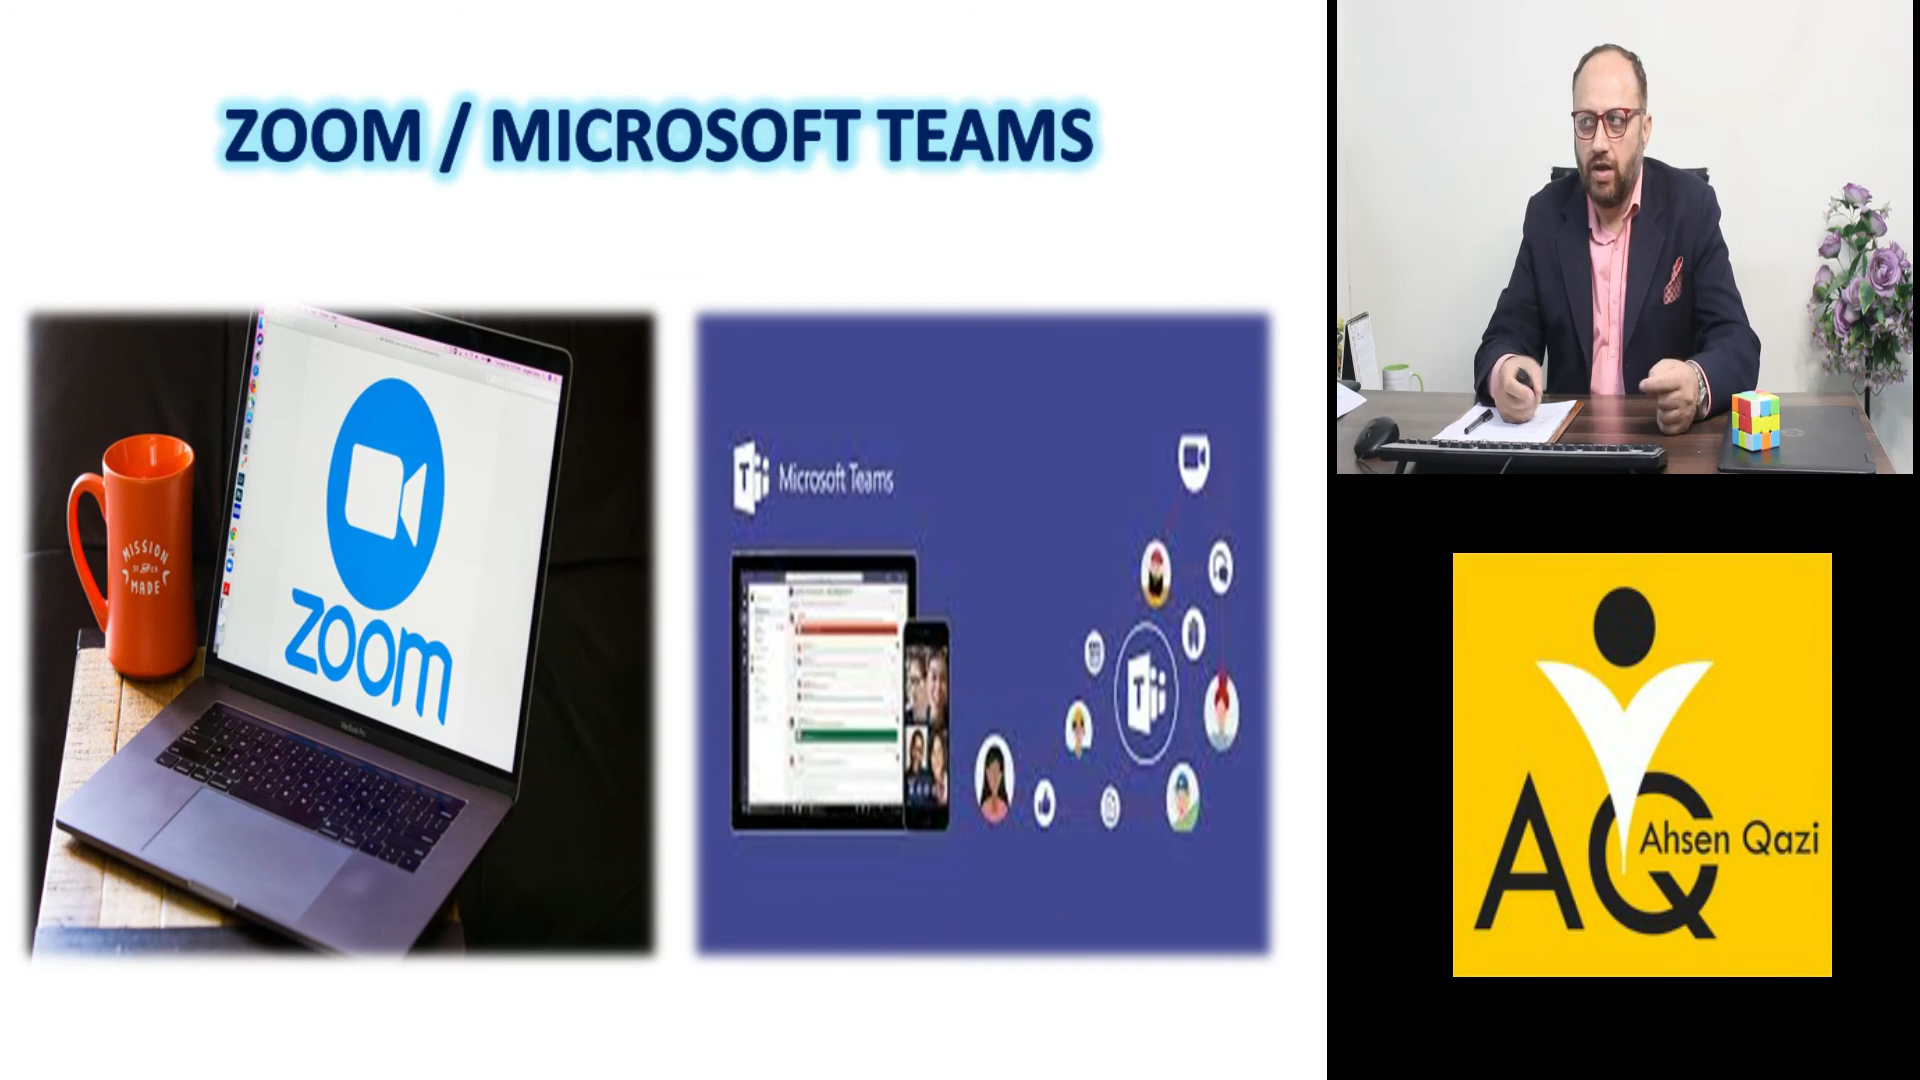 ZOOM / MICROSOFT TEAMS
MISSION
MADE
zoom
Microsoft Teams
AQ
Ahsen Qazi